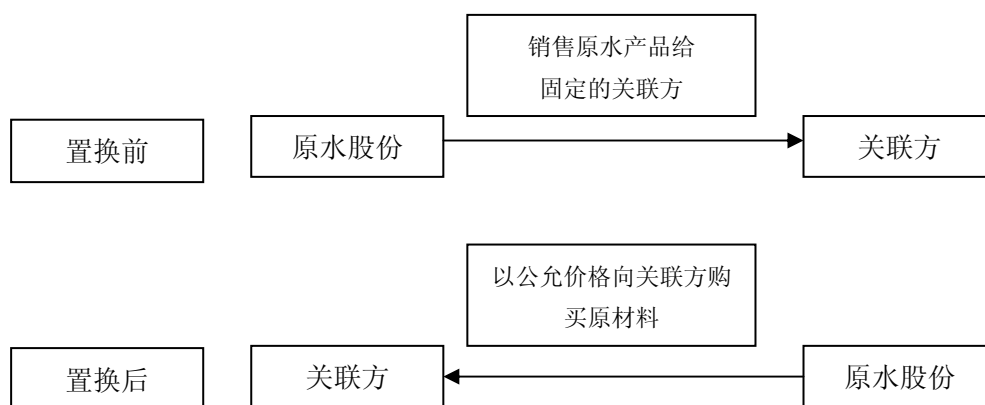 销售原水产品给
固定的关联方
置换前
原水股份
关联方
以公允价格向关联方购
买原材料
置换后
关联方
原水股份